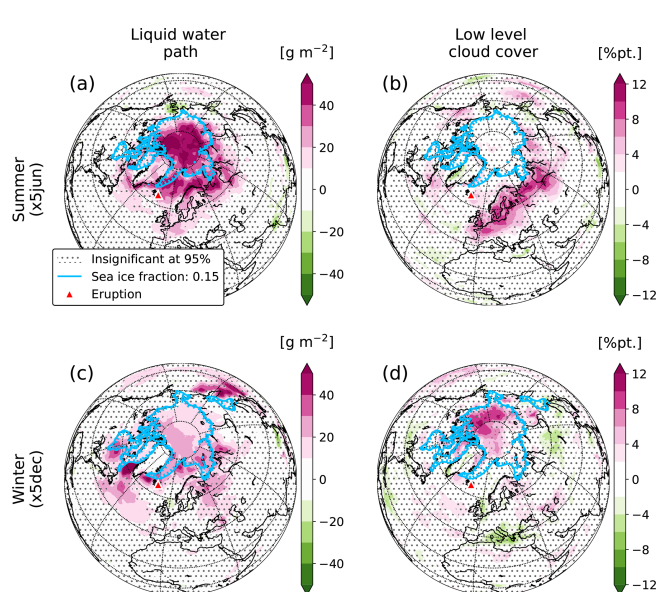 Liquid water
path
Low level
cloud cover
[g m−2]
[%pt.]
(a)
(b)
Summer
(x5jun)
40
20
0
−20
−40
12
8
4
0
−4
−8
−12
Insignificant at 95%
Sea ice fraction: 0.15
Eruption
[g m−2]
[%pt.]
(c)
(d)
Winter
(x5dec)
40
20
0
−20
−40
12
8
4
0
−4
−8
−12